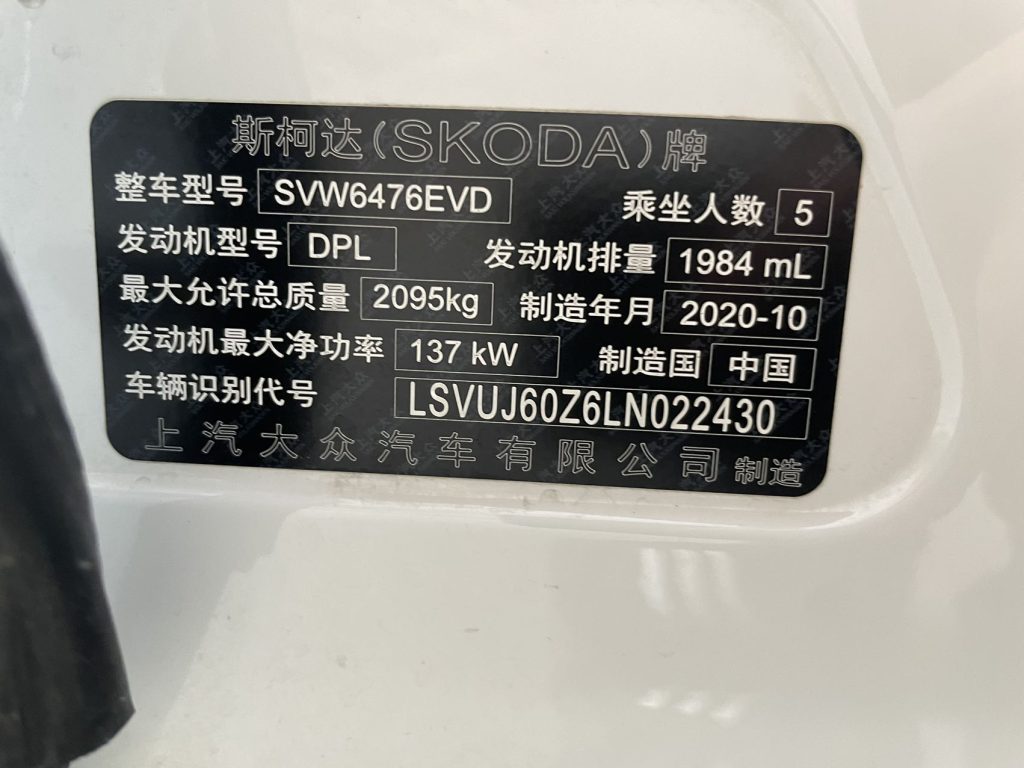 斯柯达(SKODA)牌
整车型号 SVW6476EVD 乘坐人数 5
发动机型号 DPL 发动机排量 1984 mL
最大允许总质量 2095kg 制造年月 2020-10
发动机最大净功率 137 kW 制造国 中国
车辆识别代号 LSVUJ60Z6LN022430
上汽大众汽车有限公司 制造